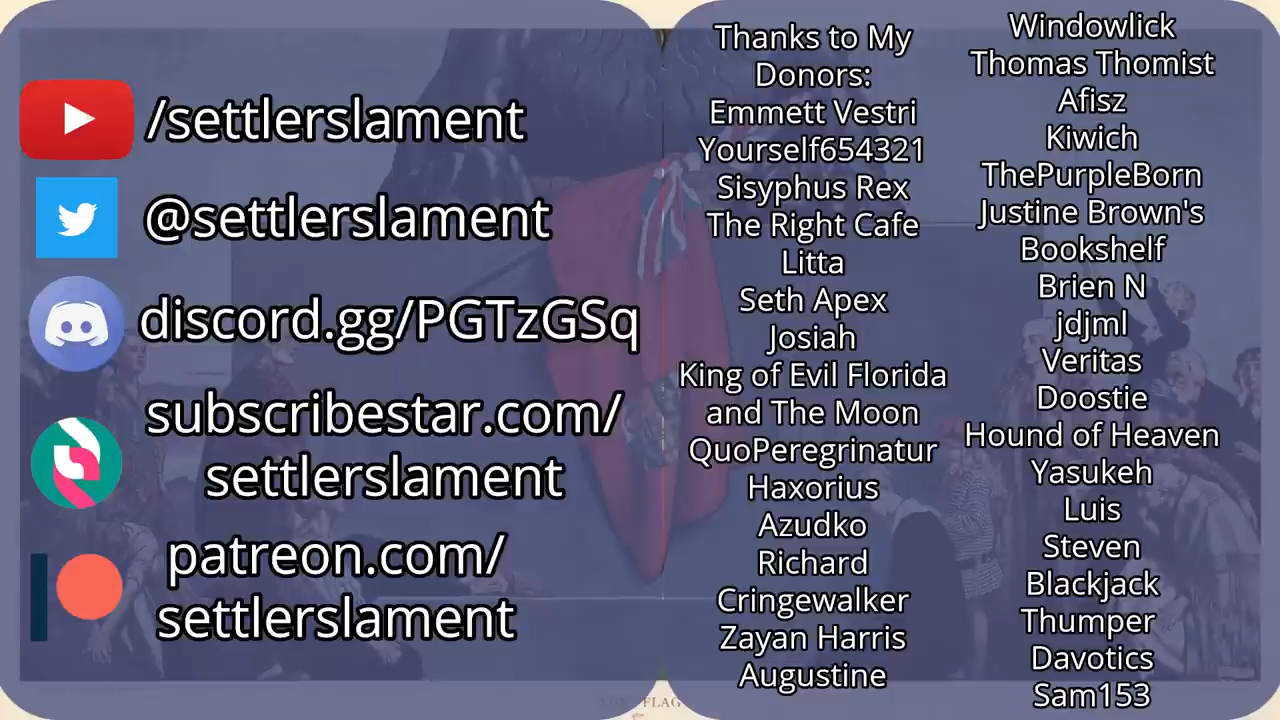 /settlerslament
@settlerslament
discord.gg/PGTzGSq
subscribestar.com/
settlerslament
patreon.com/
settlerslament
Thanks to My
Donors:
Emmett Vestri
Yourself654321
Sisyphus Rex
The Right Cafe
Litta
Seth Apex
Josiah
King of Evil Florida
and The Moon
QuoPeregrinatur
Haxorius
Azudko
Richard
Cringewalker
Zayan Harris
Augustine
Windowlick
Thomas Thomist
Afisz
Kiwich
ThePurpleBorn
Justine Brown's
Bookshelf
Brien N
jdjml
Veritas
Doostie
Hound of Heaven
Yasukeh
Luis
Steven
Blackjack
Thumper
Davotics
Sam153
FLAG